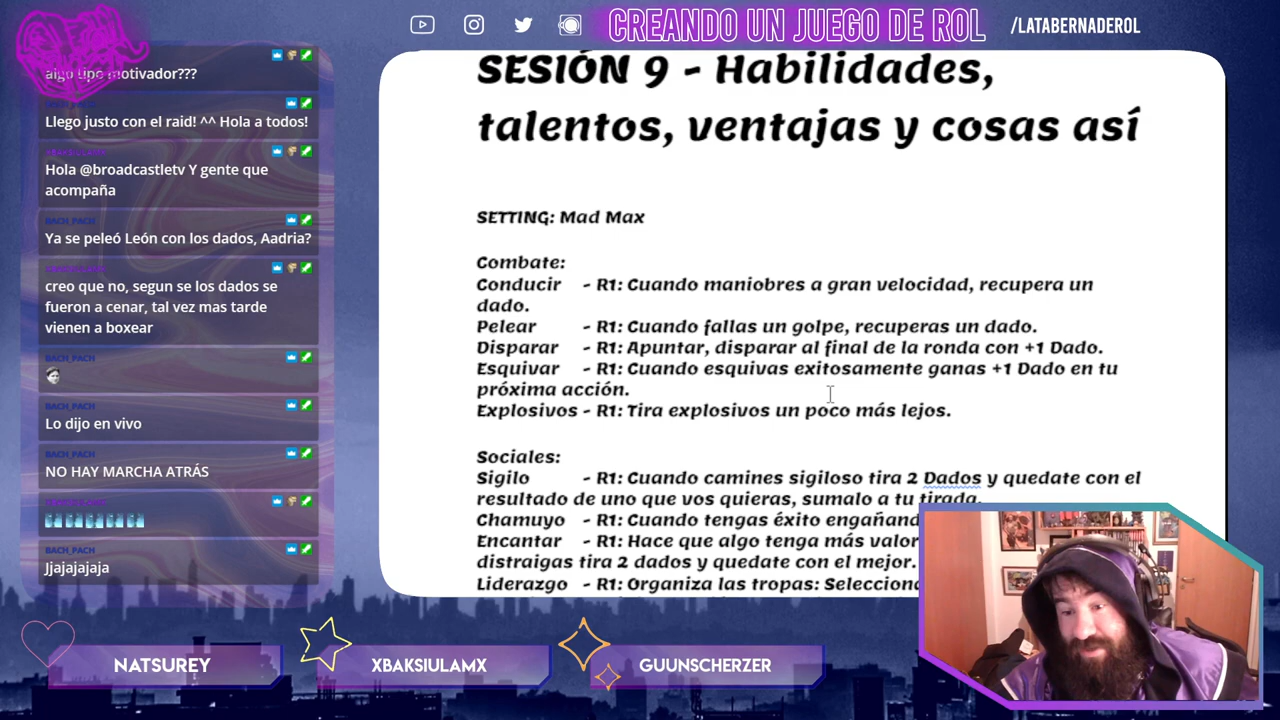 CREANDO UN JUEGO DE ROL
/LATABERNADEROL
algo tipo motivador???
Llego justo con el raid! ^^ Hola a todos!
Hola @broadcastletv Y gente que
acompaña
BACH_PACH
Ya se peleó León con los dados, Aadria?
creo que no, segun se los dados se
fueron a cenar, tal vez mas tarde
vienen a boxear
BACH_PACH
BACH_PACH
Lo dijo en vivo
BACH_PACH
NO HAY MARCHA ATRÁS
BACH_PACH
Jjajajajaja
SESIÓN 9 - Habilidades,
talentos, ventajas y cosas así
SETTING: Mad Max
Combate:
Conducir - R1: Cuando maniobres a gran velocidad, recupera un
dado.
Pelear - R1: Cuando fallas un golpe, recuperas un dado.
Disparar - R1: Apuntar, disparar al final de la ronda con +1 Dado.
Esquivar - R1: Cuando esquivas exitosamente ganas +1 Dado en tu
próxima acción.
Explosivos - R1: Tira explosivos un poco más lejos.
Sociales:
Sigilo - R1: Cuando camines sigiloso tira 2 Dados y quedate con el
resultado de uno que vos quieras, sumalo a tu tirada.
Chamuyo - R1: Cuando tengas éxito engañand
Encantar - R1: Hace que algo tenga más valor
distraigas tira 2 dados y quedate con el mejor.
Liderazgo - R1: Organiza las tropas: Selecciona
NATSUREY
XBAKSIULAMX
GUUNSCHERZER